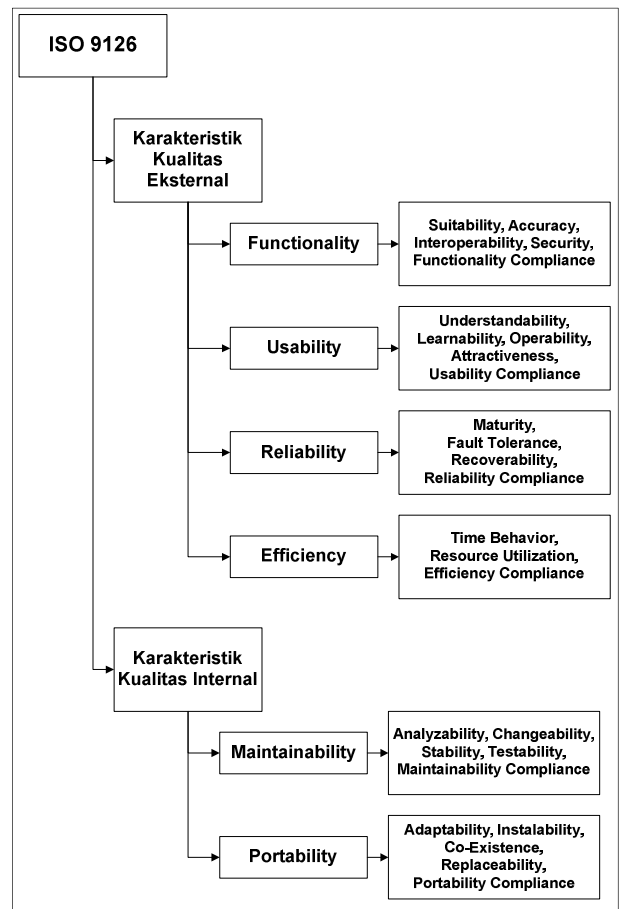 ISO 9126
Karakteristik
Kualitas
Eksternal
Functionality
Suitability, Accuracy,
Interoperability, Security,
Functionality Compliance
Usability
Understandability,
Learnability, Operability,
Attractiveness,
Usability Compliance
Reliability
Maturity,
Fault Tolerance,
Recoverability,
Reliability Compliance
Efficiency
Time Behavior,
Resource Utilization,
Efficiency Compliance
Karakteristik
Kualitas Internal
Maintainability
Analyzability, Changeability,
Stability, Testability,
Maintainability Compliance
Portability
Adaptability, Instalability,
Co-Existence,
Replaceability,
Portability Compliance